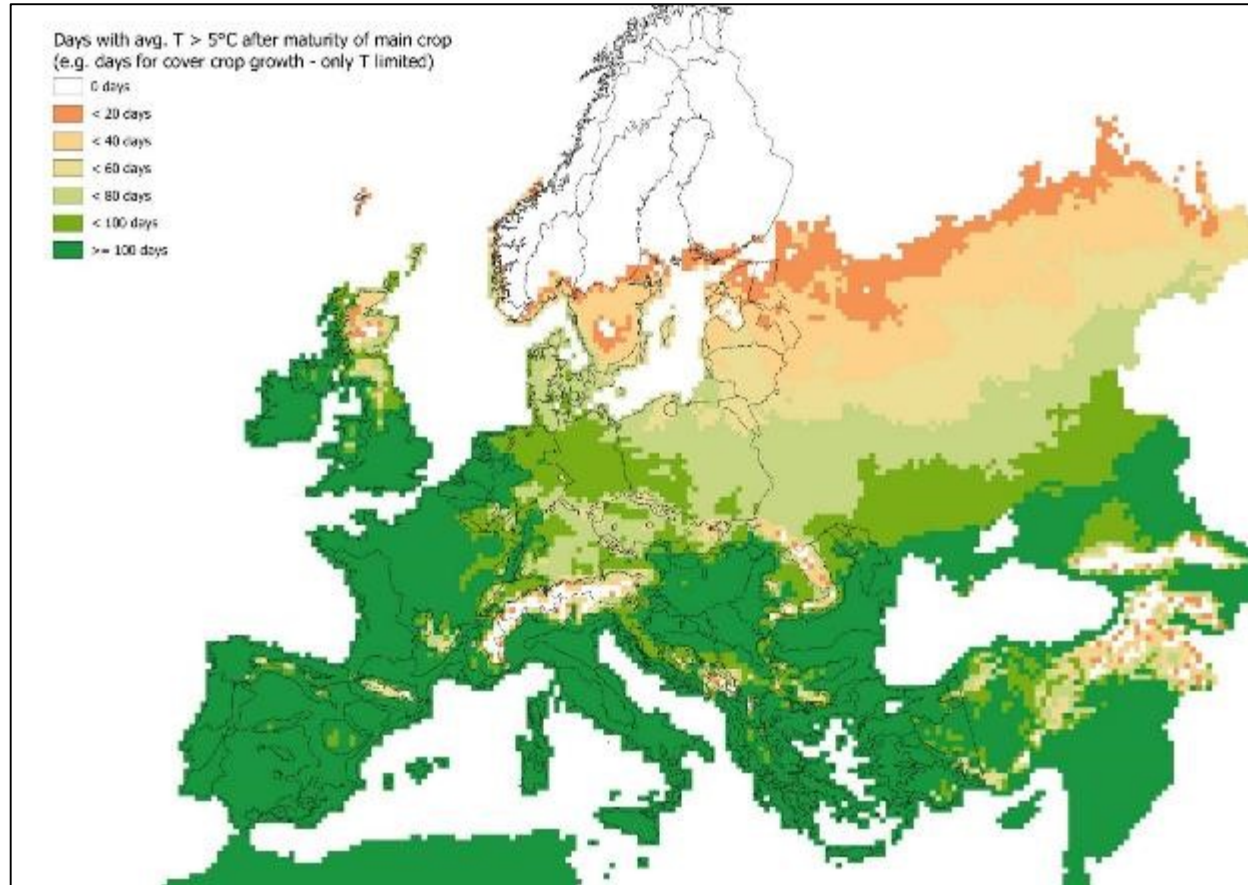 Days with avg. T > 5°C after maturity of main crop
(e.g. days for cover crop growth - only T limited)
0 days
< 20 days
< 40 days
< 60 days
< 80 days
< 100 days
>= 100 days